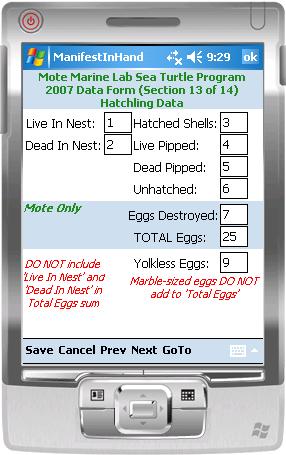 ManifestInHand 9:29 ok
Mote Marine Lab Sea Turtle Program
2007 Data Form (Section 13 of 14)
Hatchling Data
Live In Nest: 1 Hatched Shells: 3
Dead In Nest: 2 Live Pipped: 4
Dead Pipped: 5
Unhatched: 6
Mote Only
Eggs Destroyed: 7
TOTAL Eggs: 25
DO NOT include
'Live In Nest' and
'Dead In Nest' in
Total Eggs sum
Yolkless Eggs: 9
Marble-sized eggs DO NOT
add to 'Total Eggs'
Save Cancel Prev Next GoTo